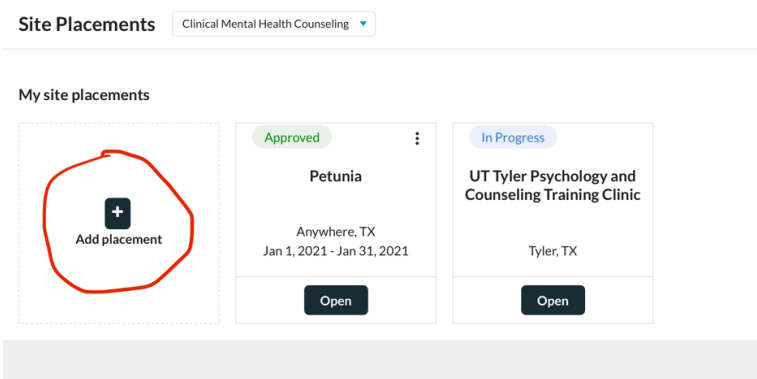 Site Placements
Clinical Mental Health Counseling
My site placements
+
Add placement
Approved
Petunia
Anywhere, TX
Jan 1, 2021 - Jan 31, 2021
Open
In Progress
UT Tyler Psychology and
Counseling Training Clinic
Tyler, TX
Open